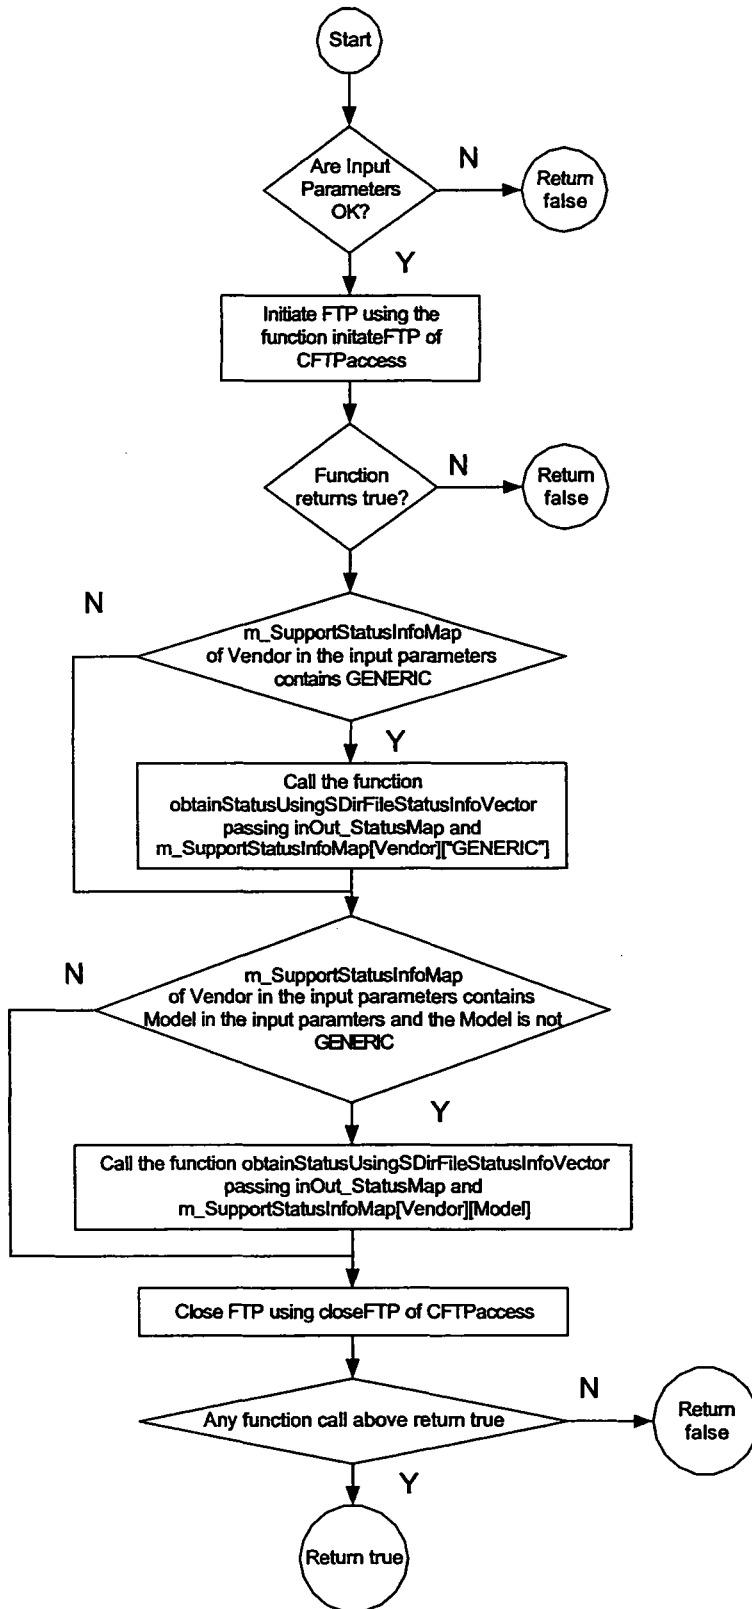 Start
Are Input
Parameters
OK?
N
Return
false
Y
Initiate FTP using the
function initateFTP of
CFTPaccess
Function
returns true?
N
Return
false
N
m_SupportStatusInfoMap
of Vendor in the input parameters
contains GENERIC
Y
Call the function
obtainStatusUsingSDirFileStatusInfoVector
passing inOut_StatusMap and
m_SupportStatusInfoMap[Vendor]["GENERIC"]
N
m_SupportStatusInfoMap
of Vendor in the input parameters contains
Model in the input paramters and the Model is not
GENERIC
Y
Call the function obtainStatusUsingSDirFileStatusInfoVector
passing inOut_StatusMap and
m_SupportStatusInfoMap[Vendor][Model]
Close FTP using closeFTP of CFTPaccess
Any function call above return true
N
Return
false
Y
Return true